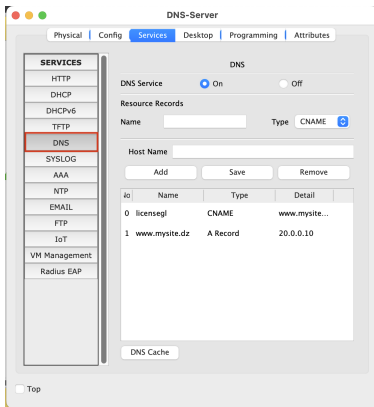 DNS-Server
Physical Config Services Desktop Programming Attributes
SERVICES
HTTP
DHCP
DHCPv6
TFTP
DNS
SYSLOG
AAA
NTP
EMAIL
FTP
IoT
VM Management
Radius EAP
DNS
DNS Service On Off
Resource Records
Name Type CNAME
Host Name
Add Save Remove
No Name Type Detail
0 licensegl CNAME www.mysite...
1 www.mysite.dz A Record 20.0.0.10
DNS Cache
Top